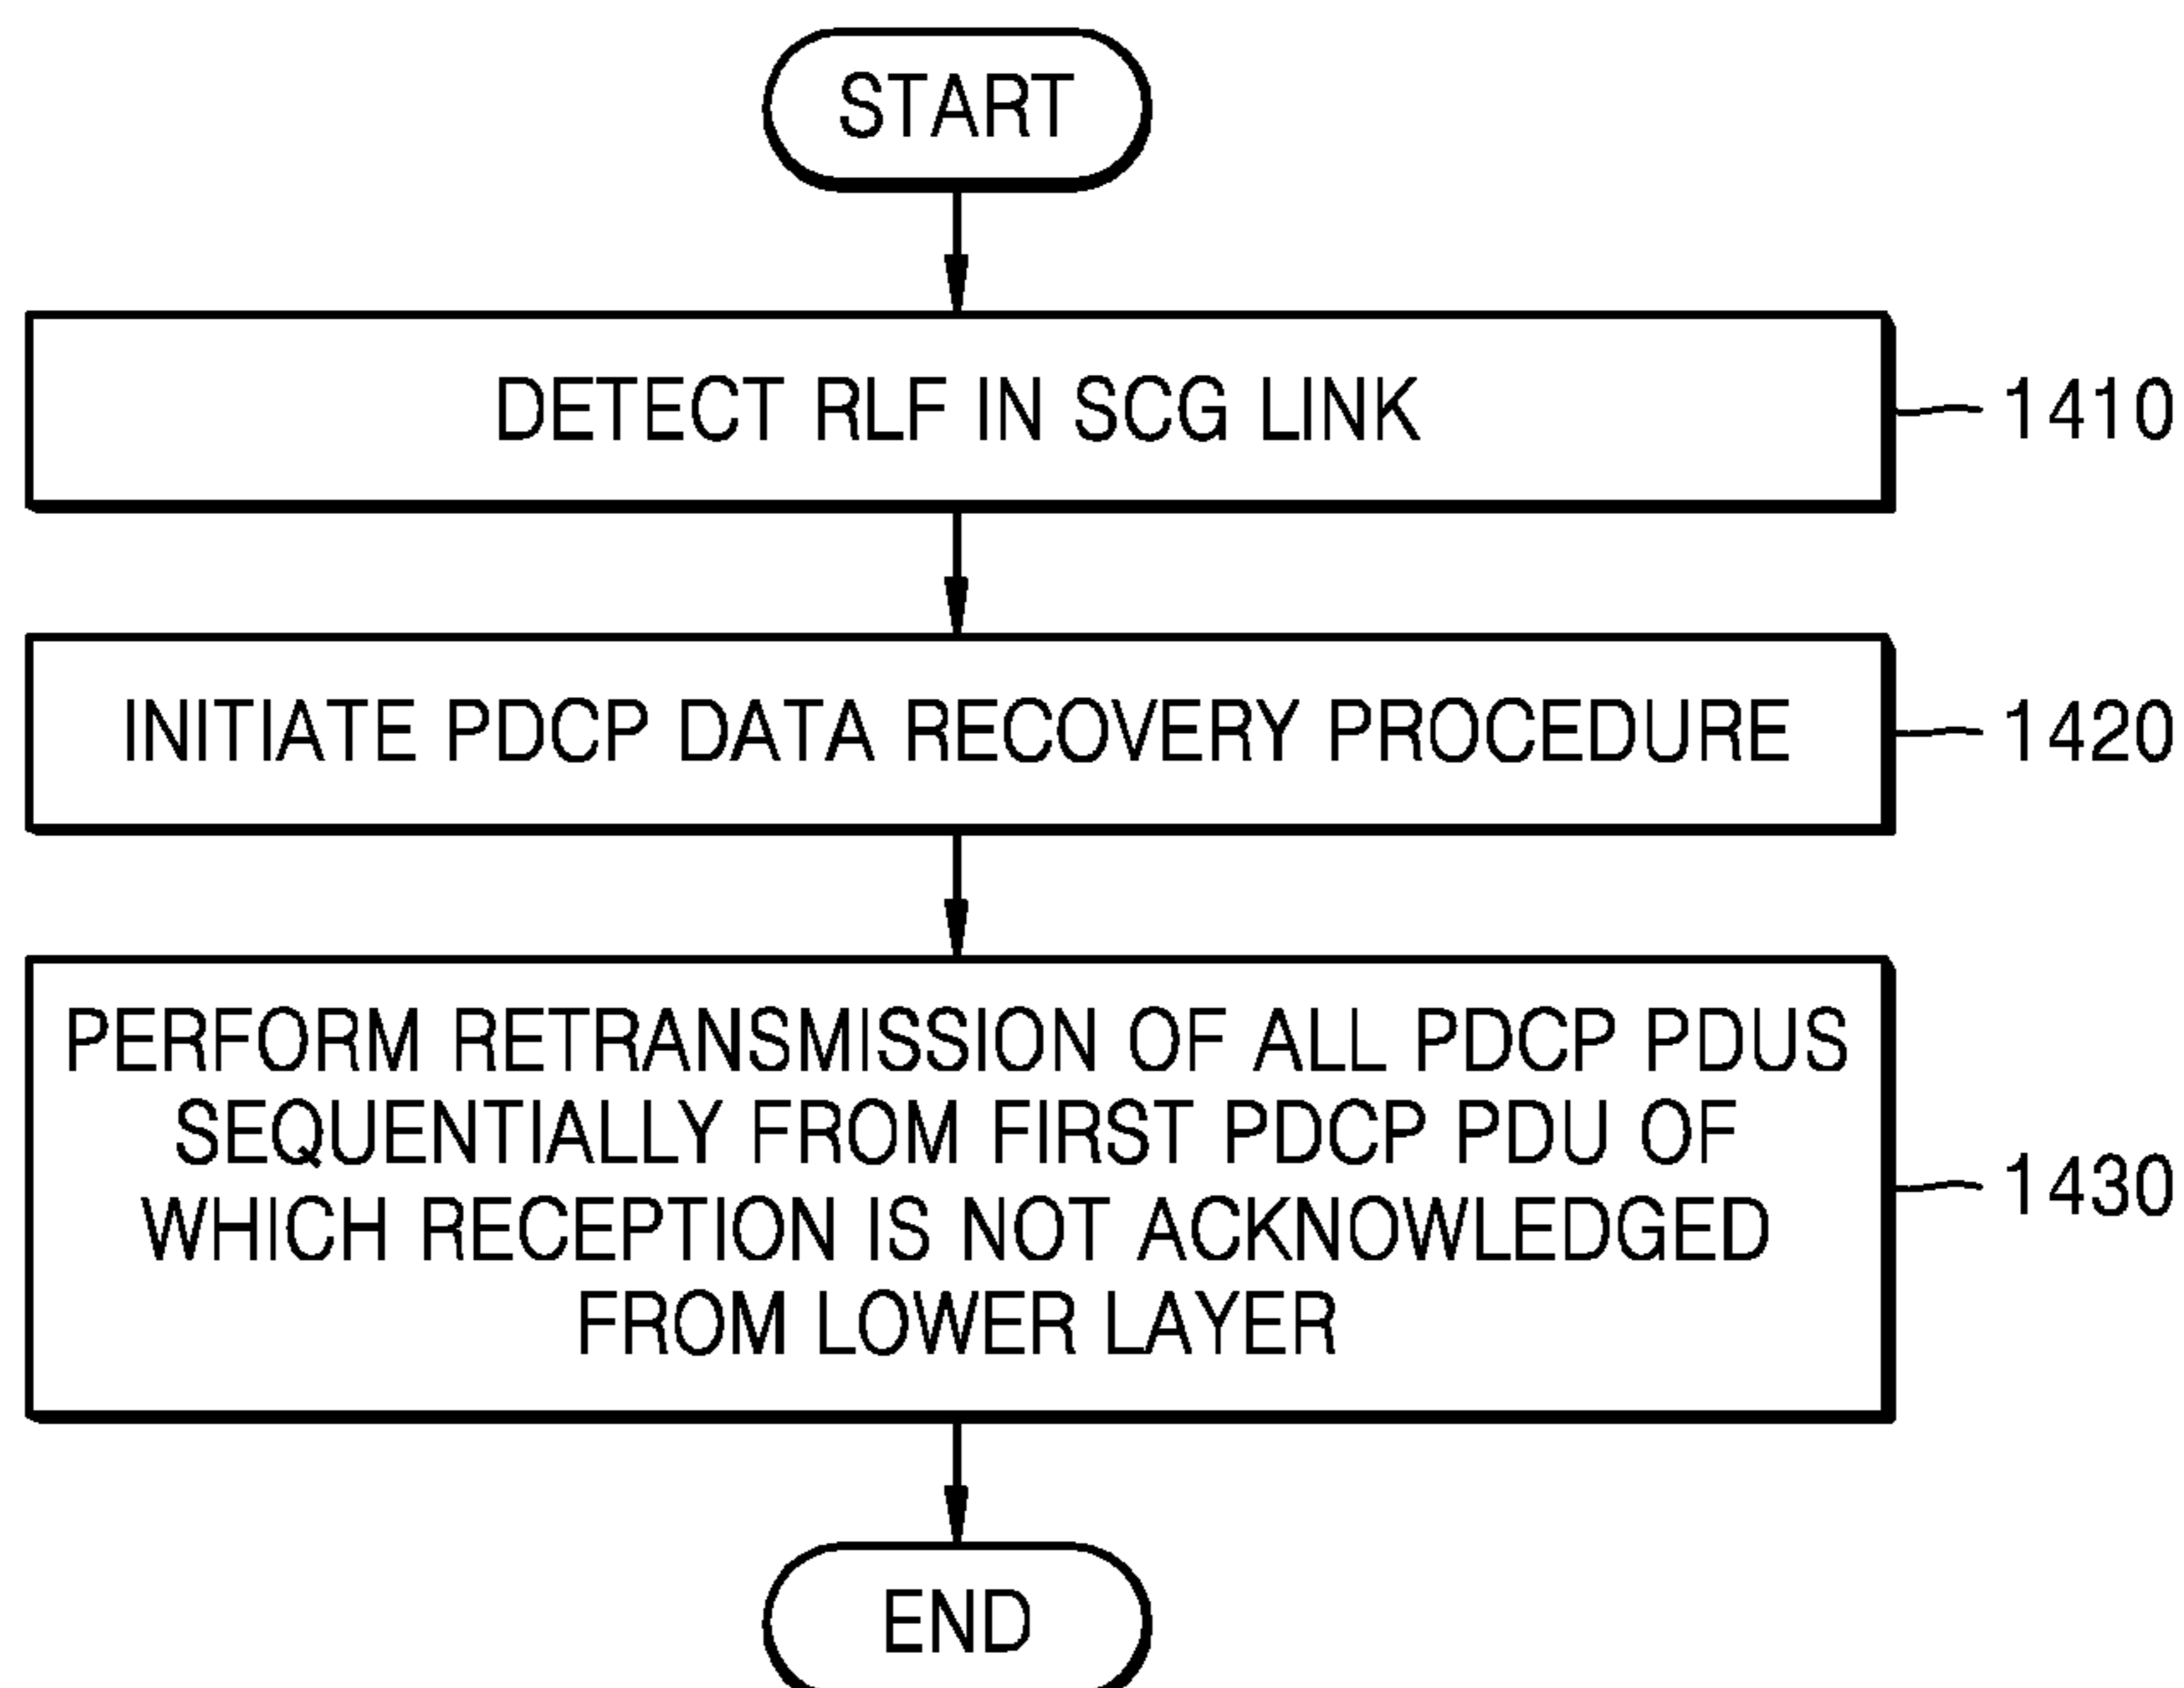 START
DETECT RLF IN SCG LINK
1410
INITIATE PDCP DATA RECOVERY PROCEDURE
1420
PERFORM RETRANSMISSION OF ALL PDCP PDUS
SEQUENTIALLY FROM FIRST PDCP PDU OF
WHICH RECEPTION IS NOT ACKNOWLEDGED
FROM LOWER LAYER
1430
END